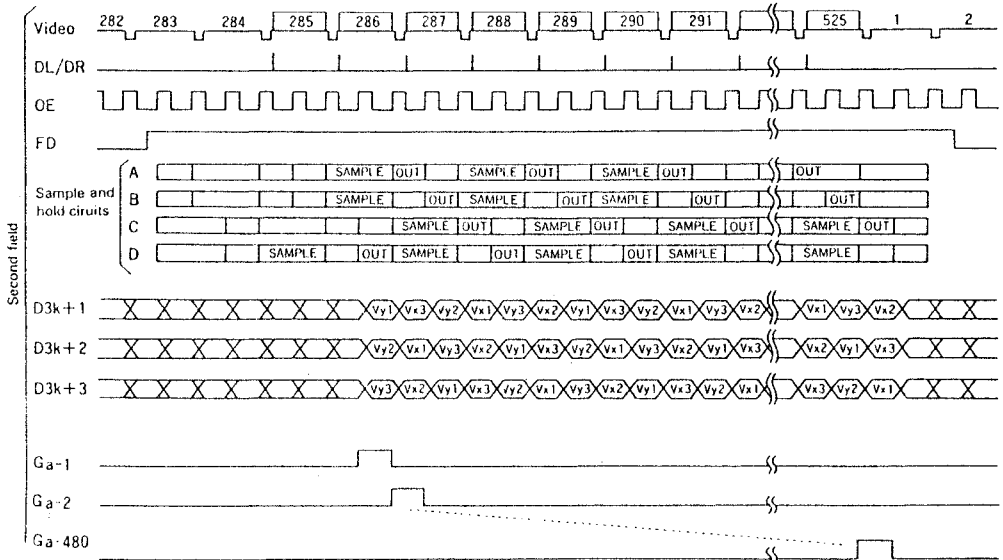 282 283 284 285 286 287 288 289 290 291 525 1 2
Video
DL/DR
OE
FD
Second field
Sample and
hold ciruits
A SAMPLE OUT SAMPLE OUT SAMPLE OUT OUT
B SAMPLE OUT SAMPLE OUT SAMPLE OUT OUT
C SAMPLE OUT SAMPLE OUT SAMPLE OUT SAMPLE OUT
D SAMPLE OUT SAMPLE OUT SAMPLE OUT SAMPLE SAMPLE
D3k+1 Vy1 Vx3 Vy2 Vx1 Vy3 Vx2 Vy1 Vx3 Vy2 Vx1 Vy3 Vx2 Vx1 Vy3 Vx2
D3k+2 Vy2 Vx1 Vy3 Vx2 Vy1 Vx3 Vy2 Vx1 Vy3 Vx2 Vy1 Vx3 Vx2 Vy1 Vx3
D3k+3 Vy3 Vx2 Vy1 Vx3 Vy2 Vx1 Vy3 Vx2 Vy1 Vx3 Vy2 Vx1 Vx3 Vy2 Vx1
Ga-1
Ga-2
Ga-480